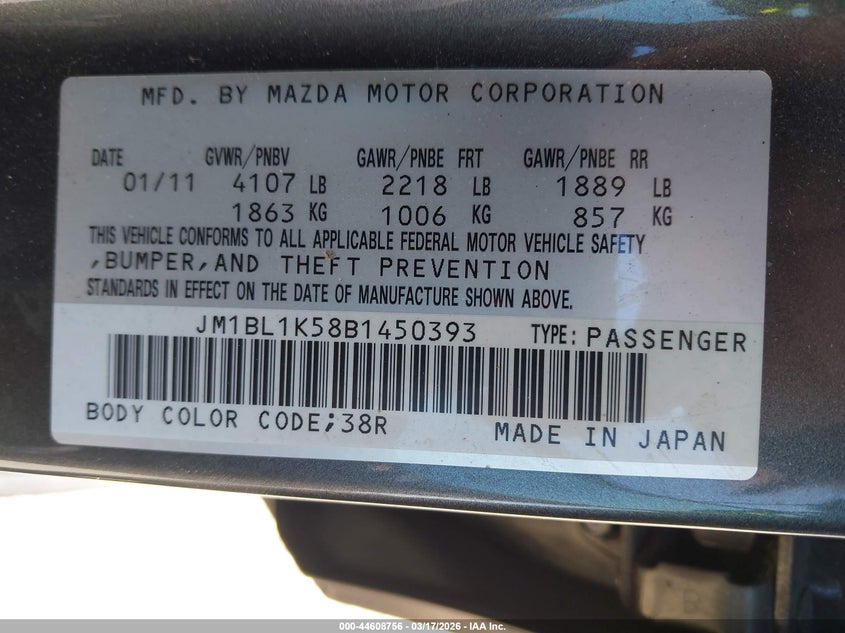 MFD. BY MAZDA MOTOR CORPORATION
DATE GVWR/PNBV GAWR/PNBE FRT GAWR/PNBE RR
01/11 4107 LB 2218 LB 1889 LB
1863 KG 1006 KG 857 KG
THIS VEHICLE CONFORMS TO ALL APPLICABLE FEDERAL MOTOR VEHICLE SAFETY
,BUMPER,AND THEFT PREVENTION
STANDARDS IN EFFECT ON THE DATE OF MANUFACTURE SHOWN ABOVE.
JM1BL1K58B1450393 TYPE: PASSENGER
BODY COLOR CODE;38R
MADE IN JAPAN
000-44608756 - 03/17/2026 - IAA Inc.